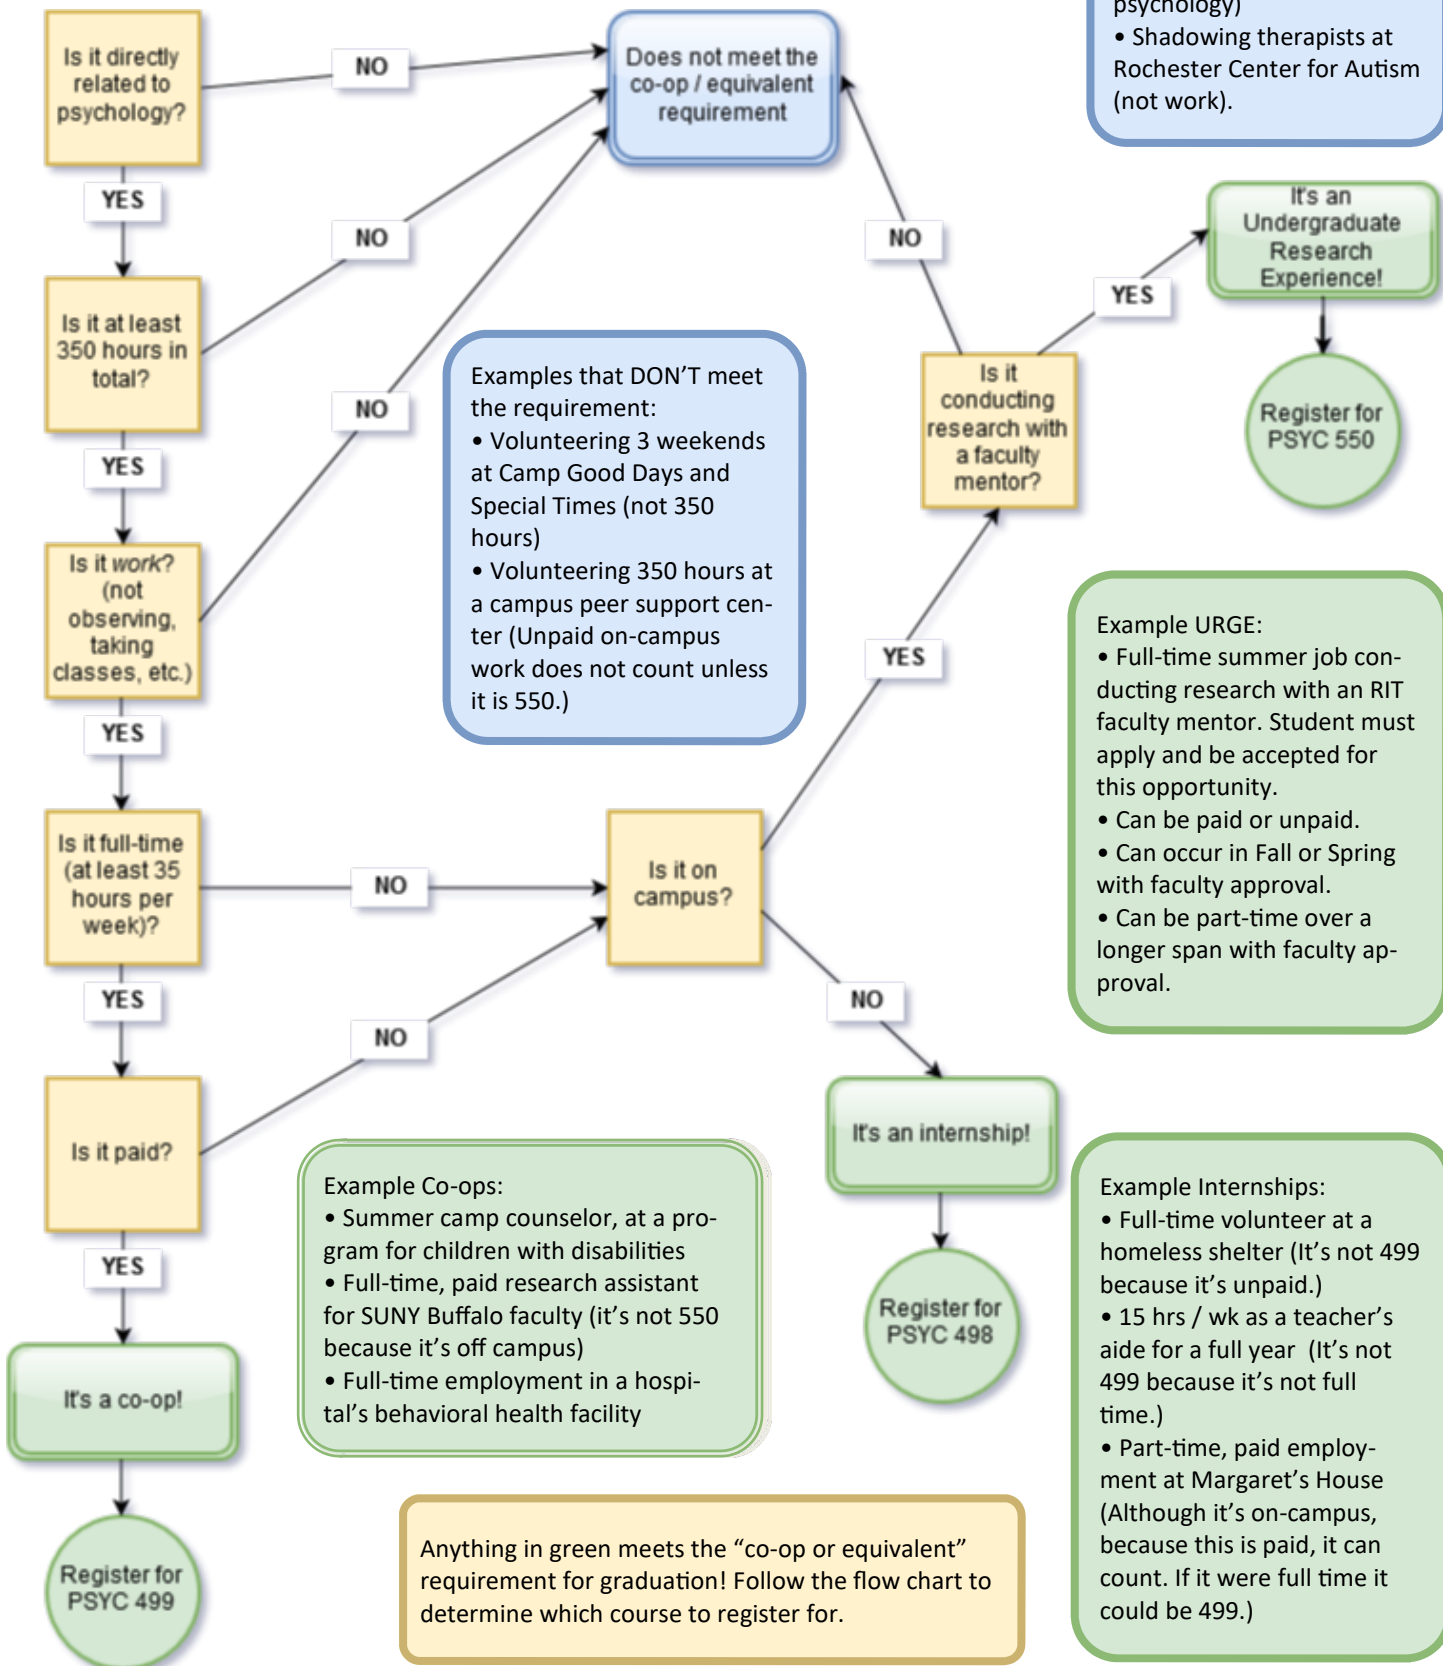 psychology)
• Shadowing therapists at
Rochester Center for Autism
(not work).
Is it directly
related to
psychology?
NO
Does not meet the
co-op / equivalent
requirement
YES
NO
NO
It's an
Undergraduate
Research
Experience!
YES
Is it at least
350 hours in
total?
NO
Examples that DON’T meet
the requirement:
• Volunteering 3 weekends
at Camp Good Days and
Special Times (not 350
hours)
• Volunteering 350 hours at
a campus peer support cen-
ter (Unpaid on-campus
work does not count unless
it is 550.)
Is it
conducting
research with
a faculty
mentor?
Register for
PSYC 550
YES
Is it work?
(not
observing,
taking
classes, etc.)
YES
Example URGE:
• Full-time summer job con-
ducting research with an RIT
faculty mentor. Student must
apply and be accepted for
this opportunity.
• Can be paid or unpaid.
• Can occur in Fall or Spring
with faculty approval.
• Can be part-time over a
longer span with faculty ap-
proval.
YES
Is it full-time
(at least 35
hours per
week)?
NO
Is it on
campus?
YES
NO
NO
Is it paid?
It's an internship!
Example Co-ops:
• Summer camp counselor, at a pro-
gram for children with disabilities
• Full-time, paid research assistant
for SUNY Buffalo faculty (it’s not 550
because it’s off campus)
• Full-time employment in a hospi-
tal’s behavioral health facility
Example Internships:
• Full-time volunteer at a
homeless shelter (It’s not 499
because it’s unpaid.)
• 15 hrs / wk as a teacher’s
aide for a full year  (It’s not
499 because it’s not full
time.)
• Part-time, paid employ-
ment at Margaret’s House
(Although it’s on-campus,
because this is paid, it can
count. If it were full time it
could be 499.)
YES
Register for
PSYC 498
It's a co-op!
Register for
PSYC 499
Anything in green meets the “co-op or equivalent”
requirement for graduation! Follow the flow chart to
determine which course to register for.